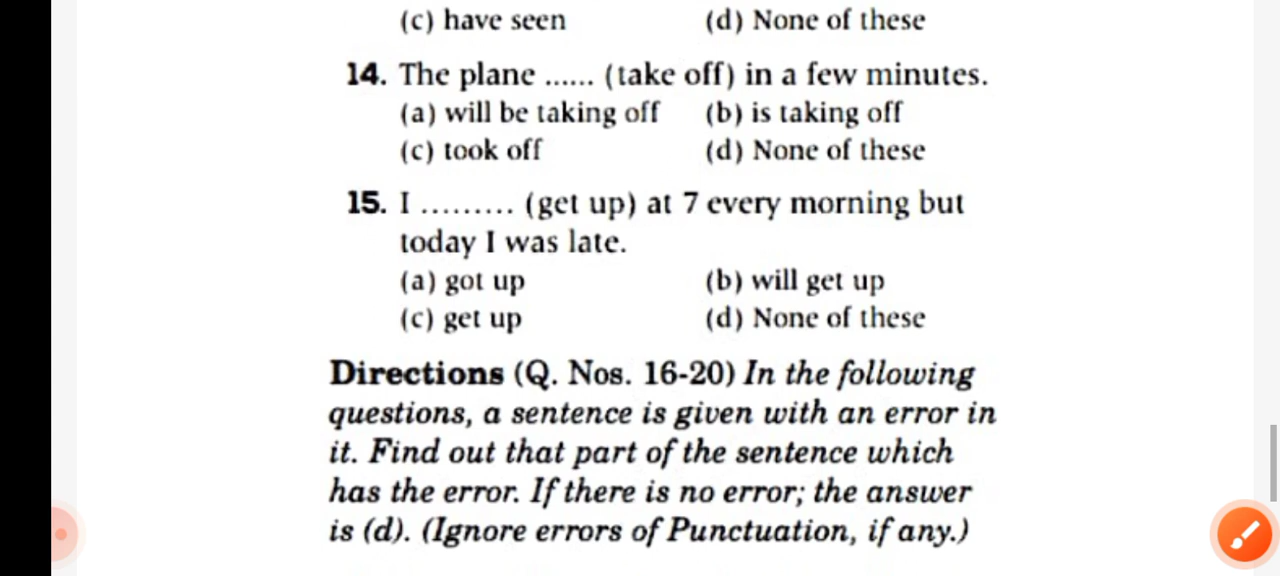 (c) have seen (d) None of these
14. The plane ...... (take off) in a few minutes.
(a) will be taking off (b) is taking off
(c) took off (d) None of these
15. I ......... (get up) at 7 every morning but
today I was late.
(a) got up (b) will get up
(c) get up (d) None of these
Directions (Q. Nos. 16-20) In the following
questions, a sentence is given with an error in
it. Find out that part of the sentence which
has the error. If there is no error; the answer
is (d). (Ignore errors of Punctuation, if any.)